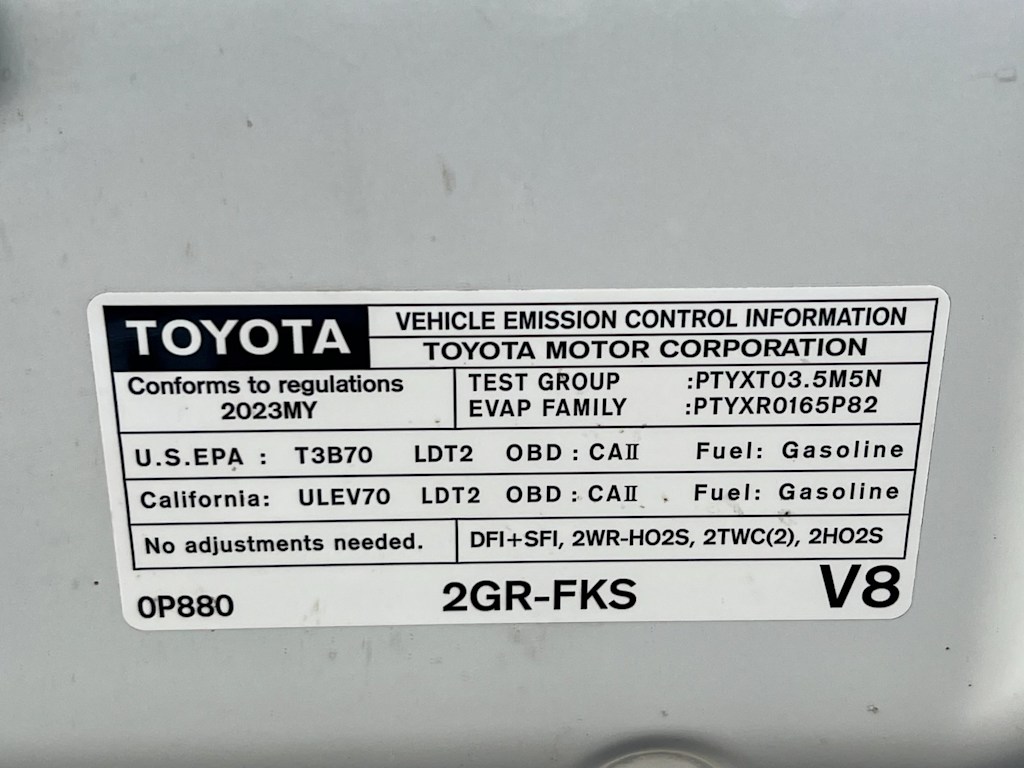 TOYOTA
VEHICLE EMISSION CONTROL INFORMATION
TOYOTA MOTOR CORPORATION
Conforms to regulations
2023MY
TEST GROUP :PTYXT03.5M5N
EVAP FAMILY :PTYXR0165P82
U.S.EPA : T3B70 LDT2 OBD : CAII Fuel: Gasoline
California: ULEV70 LDT2 OBD : CAII Fuel: Gasoline
No adjustments needed.
DFI+SFI, 2WR-HO2S, 2TWC(2), 2HO2S
0P880 2GR-FKS V8